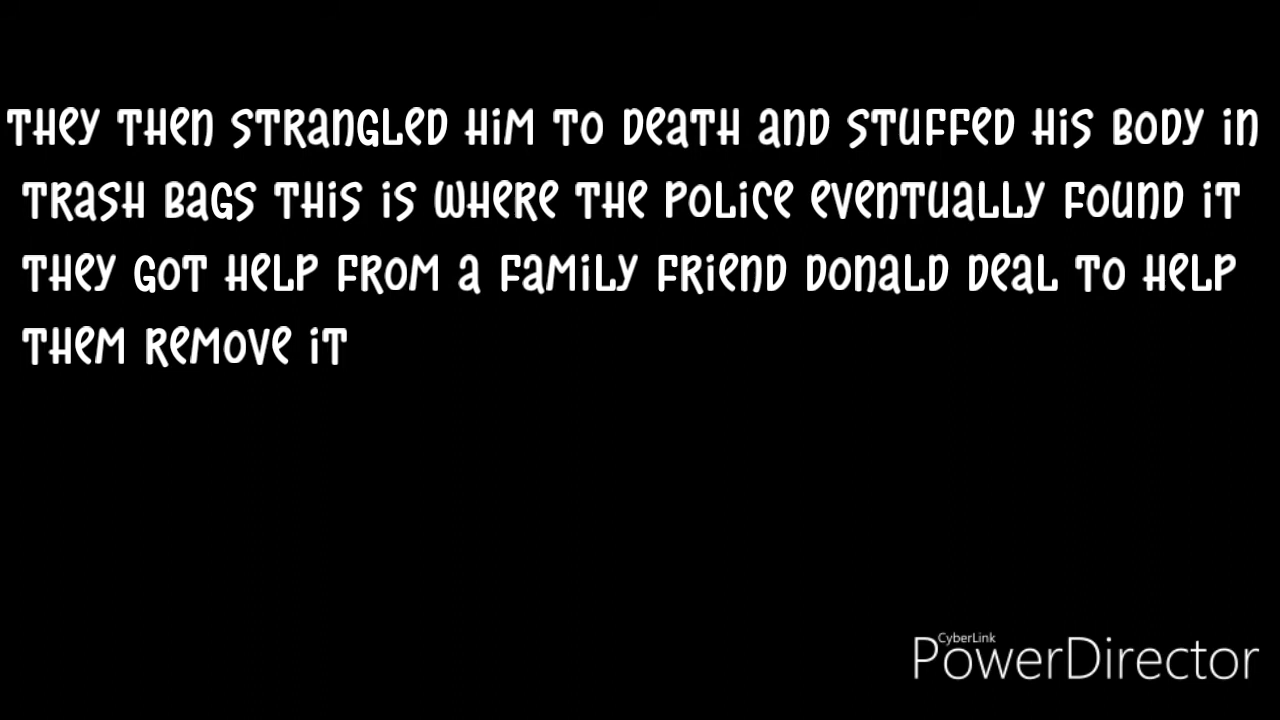 They then strangled him to death and stuffed his body in
trash bags this is where the police eventually found it
they got help from a family friend Donald Deal to help
them remove it
CyberLink
PowerDirector